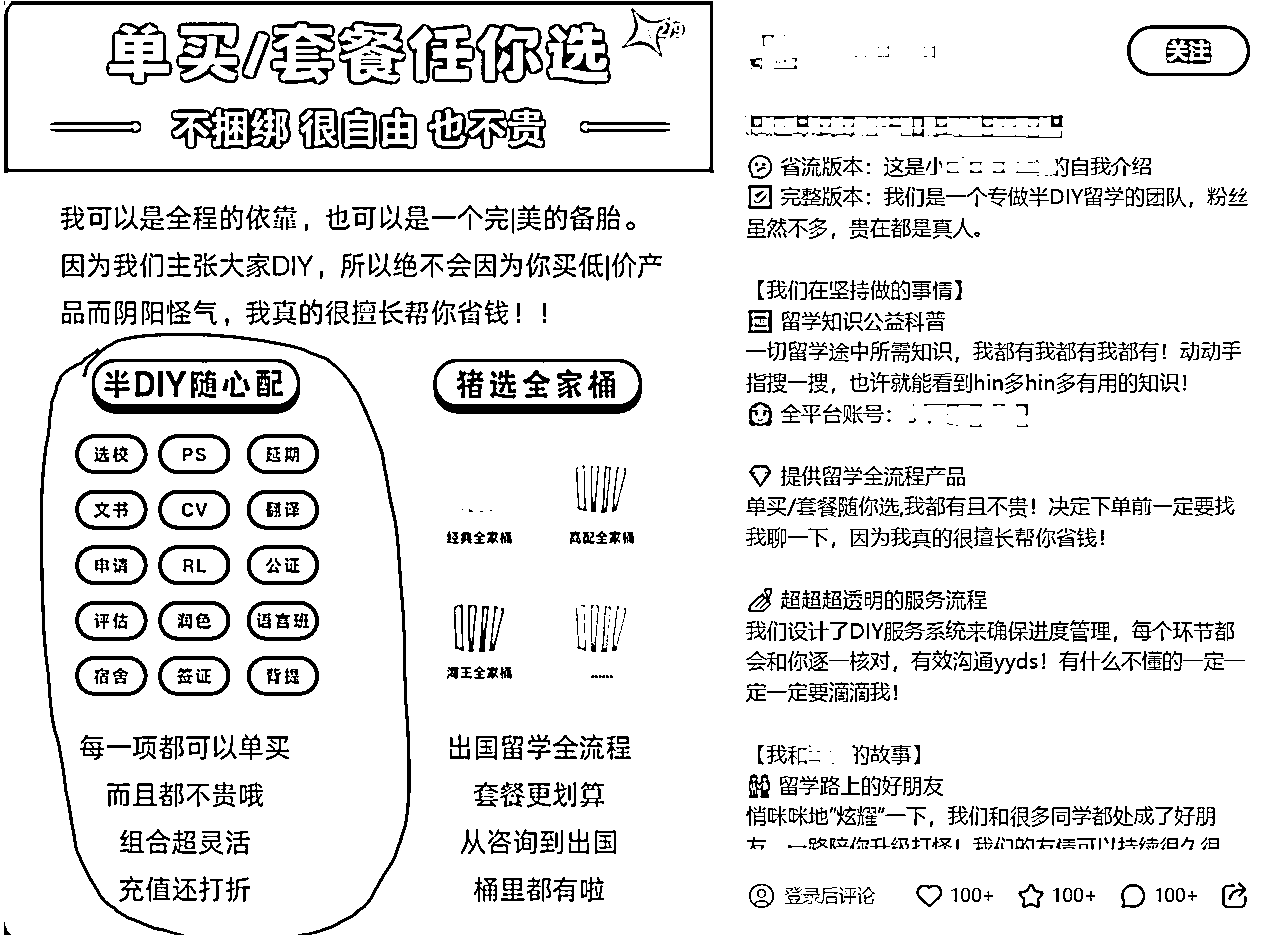 单买/套餐任你选
不捆绑 很自由 也不贵
我可以是全程的依靠，也可以是一个完|美的备胎。
因为我们主张大家DIY，所以绝不会因为你买低|价产
品而阴阳怪气，我真的很擅长帮你省钱！！
半DIY随心配
选校 PS 延期
文书 CV 翻译
申请 RL 公证
评估 润色 语言班
宿舍 签证 背提
每一项都可以单买
而且都不贵哦
组合超灵活
充值还打折
猪选全家桶
经典全家桶 高配全家桶
海王全家桶 ......
出国留学全流程
套餐更划算
从咨询到出国
桶里都有啦
关注
省流版本：这是小 的自我介绍
完整版本：我们是一个专做半DIY留学的团队，粉丝
虽然不多，贵在都是真人。
【我们在坚持做的事情】
留学知识公益科普
一切留学途中所需知识，我都有我都有我都有！动动手
指搜一搜，也许就能看到hin多hin多有用的知识！
全平台账号：
提供留学全流程产品
单买/套餐随你选,我都有且不贵！决定下单前一定要找
我聊一下，因为我真的很擅长帮你省钱！
超超超透明的服务流程
我们设计了DIY服务系统来确保进度管理，每个环节都
会和你逐一核对，有效沟通yyds！有什么不懂的一定一
定一定要滴滴我！
【我和 的故事】
留学路上的好朋友
悄咪咪地"炫耀"一下，我们和很多同学都处成了好朋
友，一路陪你升级打怪！我们的友情可以持续很久很
登录后评论 100+ 100+ 100+